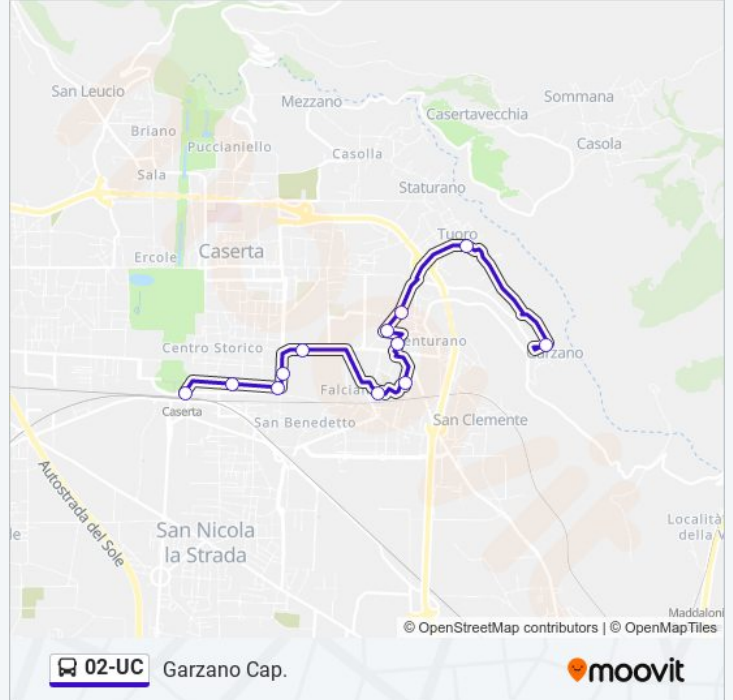 San Leucio
Mezzano
Sommana
Casertavecchia
Briano
Puccianiello
Casola
Casolla
Sala
Staturano
Tuoro
Caserta
Ercole
Centro Storico
enturano
arzano
Falcian
Caserta
San Benedetto
San Clemente
Autostrada del Sole
San Nicola
la Strada
Località
della V
le
Maddaloni
© OpenStreetMap contributors | © OpenMapTiles
02-UC
Garzano Cap.
moovit